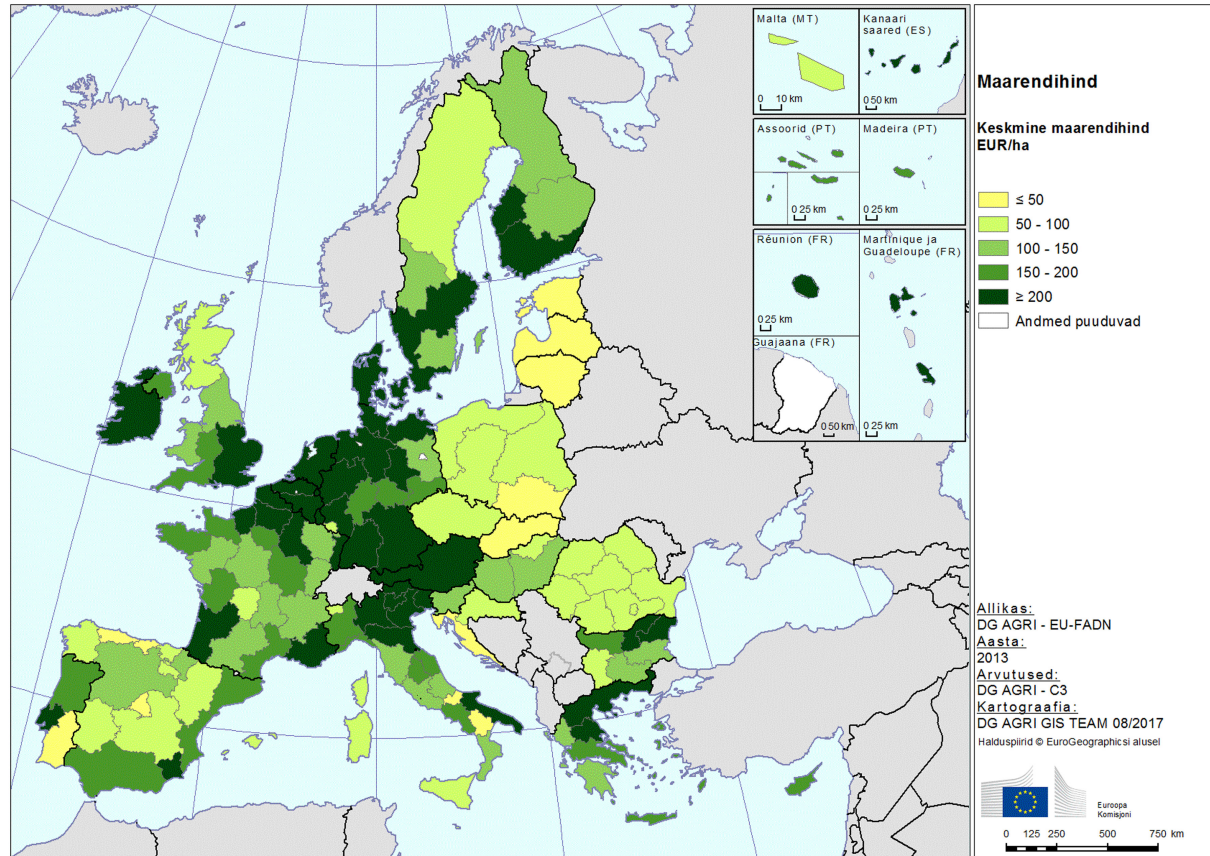 Malta (MT)
0 10 km
Kanaari
saared (ES)
0 50 km
Assoorid (PT)
0 25 km
Madeira (PT)
0 25 km
Réunion (FR)
0 25 km
Martinique ja
Guadeloupe (FR)
0 25 km
Guajaana (FR)
0 50 km
Maarendihind
Keskmine maarendihind
EUR/ha
≤ 50
50 - 100
100 - 150
150 - 200
≥ 200
Andmed puuduvad
Allikas:
DG AGRI - EU-FADN
Aasta:
2013
Arvutused:
DG AGRI - C3
Kartograafia:
DG AGRI GIS TEAM 08/2017
Halduspiirid © EuroGeographicsi alusel
Euroopa
Komisjoni
0 125 250 500 750 km